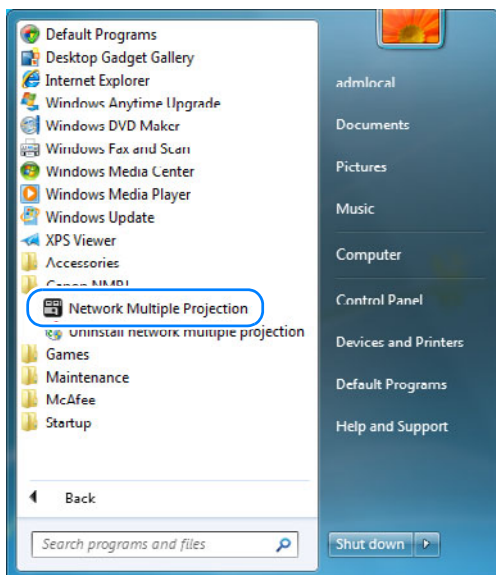 Default Programs
Desktop Gadget Gallery
Internet Explorer
Windows Anytime Upgrade
Windows DVD Maker
Windows Fax and Scan
Windows Media Center
Windows Media Player
Windows Update
XPS Viewer
Accessories
Canon NMPJ
Network Multiple Projection
Uninstall network multiple projection
Games
Maintenance
McAfee
Startup
Back
Search programs and files
admlocal
Documents
Pictures
Music
Computer
Control Panel
Devices and Printers
Default Programs
Help and Support
Shut down